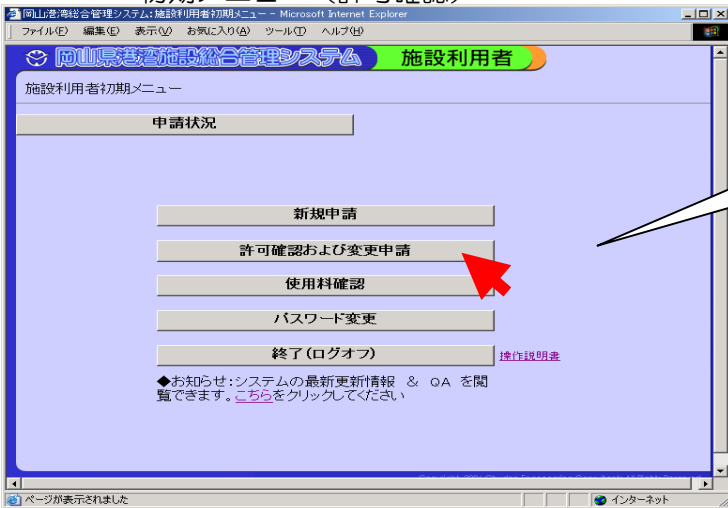 岡山港湾総合管理システム:施設利用者初期メニュー - Microsoft Internet Explorer
ファイル(F) 編集(E) 表示(V) お気に入り(A) ツール(T) ヘルプ(H)
岡山県港湾施設総合管理システム 施設利用者
施設利用者初期メニュー
申請状況
新規申請
許可確認および変更申請
使用料確認
パスワード変更
終了(ログオフ) 操作説明書
◆お知らせ:システムの最新更新情報 & QA を閲
覧できます。こちらをクリックしてください
ページが表示されました インターネット